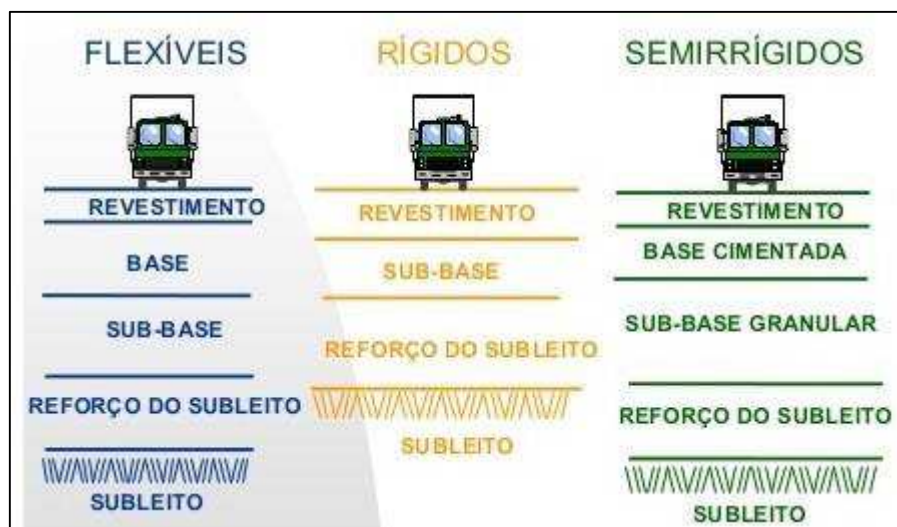 FLEXÍVEIS
REVESTIMENTO
BASE
SUB-BASE
REFORÇO DO SUBLEITO
SUBLEITO
RÍGIDOS
REVESTIMENTO
SUB-BASE
REFORÇO DO SUBLEITO
SUBLEITO
SEMIRRÍGIDOS
REVESTIMENTO
BASE CIMENTADA
SUB-BASE GRANULAR
REFORÇO DO SUBLEITO
SUBLEITO